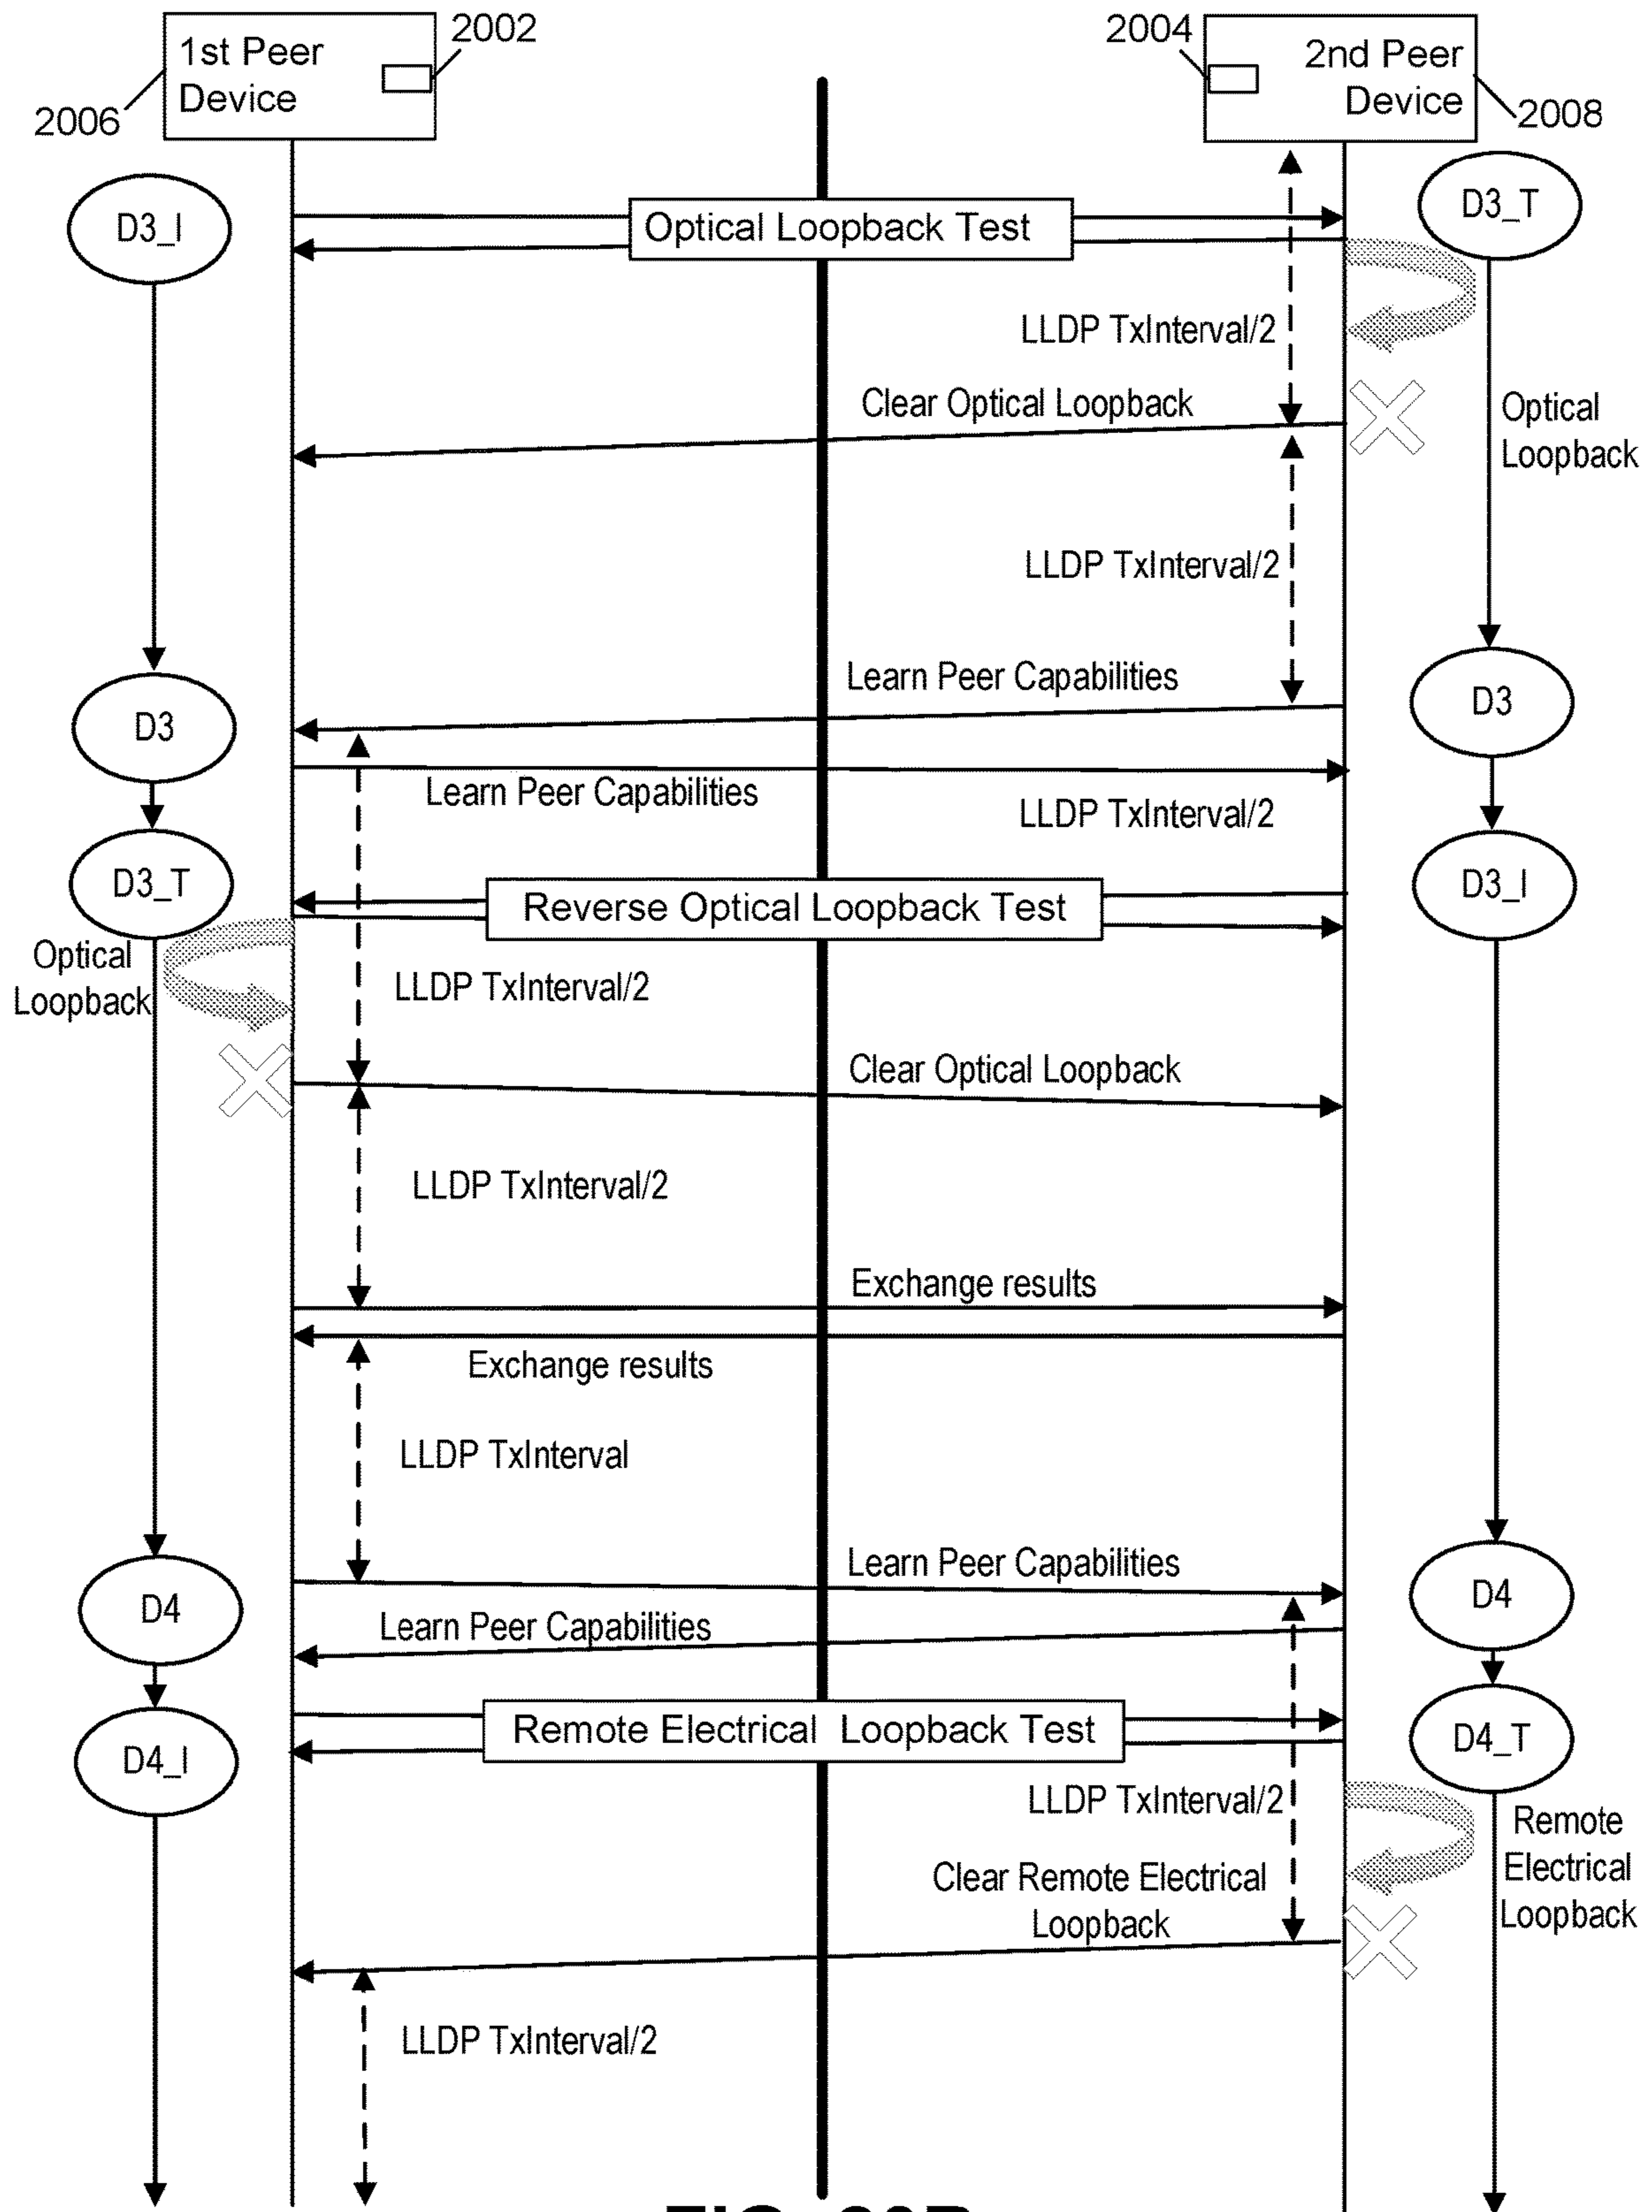 2002
2004
1st Peer
Device
2nd Peer
Device
2006
2008
D3_I
D3_T
Optical Loopback Test
LLDP TxInterval/2
Clear Optical Loopback
Optical
Loopback
LLDP TxInterval/2
Learn Peer Capabilities
D3
D3
Learn Peer Capabilities
LLDP TxInterval/2
D3_T
D3_I
Reverse Optical Loopback Test
Optical
Loopback
LLDP TxInterval/2
Clear Optical Loopback
LLDP TxInterval/2
Exchange results
Exchange results
LLDP TxInterval
Learn Peer Capabilities
D4
D4
Learn Peer Capabilities
Remote Electrical Loopback Test
D4_I
D4_T
LLDP TxInterval/2
Remote
Electrical
Loopback
Clear Remote Electrical
Loopback
LLDP TxInterval/2